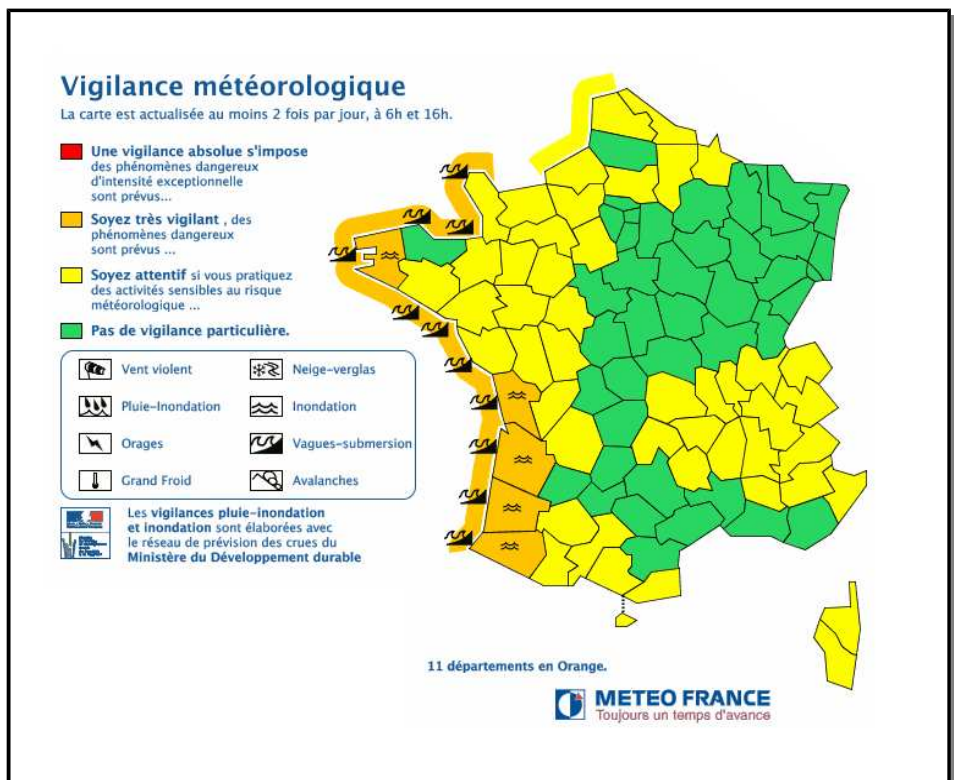 Vigilance météorologique
La carte est actualisée au moins 2 fois par jour, à 6h et 16h.
Une vigilance absolue s'impose
des phénomènes dangereux
d'intensité exceptionnelle
sont prévus...
Soyez très vigilant , des
phénomènes dangereux
sont prévus ...
Soyez attentif si vous pratiquez
des activités sensibles au risque
météorologique ...
Pas de vigilance particulière.
Vent violent
Neige-verglas
Pluie-Inondation
Inondation
Orages
Vagues-submersion
Grand Froid
Avalanches
Les vigilances pluie-inondation
et inondation sont élaborées avec
le réseau de prévision des crues du
Ministère du Développement durable
11 départements en Orange.
METEO FRANCE
Toujours un temps d'avance